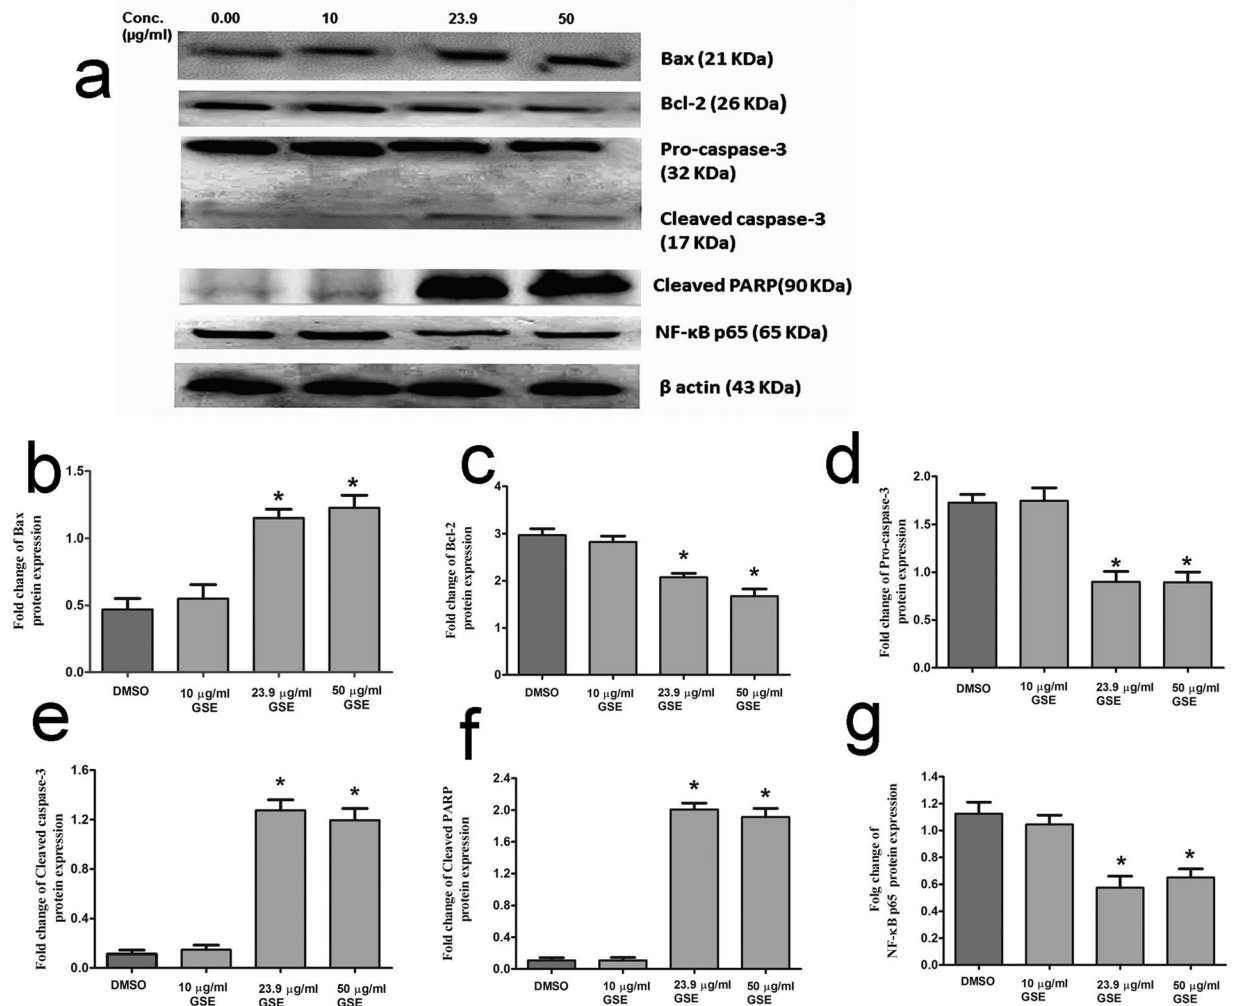 Conc.
(µg/ml)
0.00 10 23.9 50
a
Bax (21 KDa)
Bcl-2 (26 KDa)
Pro-caspase-3
(32 KDa)
Cleaved caspase-3
(17 KDa)
Cleaved PARP(90 KDa)
NF-κB p65 (65 KDa)
β actin (43 KDa)
b
Fold change of Bax
protein expression
1.5
1.0
0.5
0.0
* *
DMSO
10 µg/ml
GSE
23.9 µg/ml
GSE
50 µg/ml
GSE
c
Fold change of Bcl-2
protein expression
4
3
2
1
0
* *
DMSO
10 µg/ml
GSE
23.9 µg/ml
GSE
50 µg/ml
GSE
d
Fold change of Pro-caspase-3
protein expression
2.0
1.5
1.0
0.5
0.0
* *
DMSO
10 µg/ml
GSE
23.9 µg/ml
GSE
50 µg/ml
GSE
e
Fold change of Cleaved caspase-3
protein expression
1.6
1.2
0.8
0.4
0.0
* *
DMSO
10 µg/ml
GSE
23.9 µg/ml
GSE
50 µg/ml
GSE
f
Fold change of Cleaved PARP
protein expression
2.4
2.0
1.6
1.2
0.8
0.4
0.0
* *
DMSO
10 µg/ml
GSE
23.9 µg/ml
GSE
50 µg/ml
GSE
g
Folg change of
NF-κB p65 protein expression
1.4
1.2
1.0
0.8
0.6
0.4
0.2
0.0
* *
DMSO
10 µg/ml
GSE
23.9 µg/ml
GSE
50 µg/ml
GSE